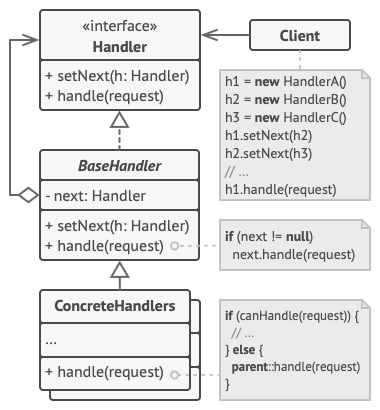 «interface»
Handler
+ setNext(h: Handler)
+ handle(request)
Client
h1 = new HandlerA()
h2 = new HandlerB()
h3 = new HandlerC()
h1.setNext(h2)
h2.setNext(h3)
// ...
h1.handle(request)
BaseHandler
- next: Handler
+ setNext(h: Handler)
+ handle(request)
if (next != null)
next.handle(request)
ConcreteHandlers
...
+ handle(request)
if (canHandle(request)) {
// ...
} else {
parent::handle(request)
}